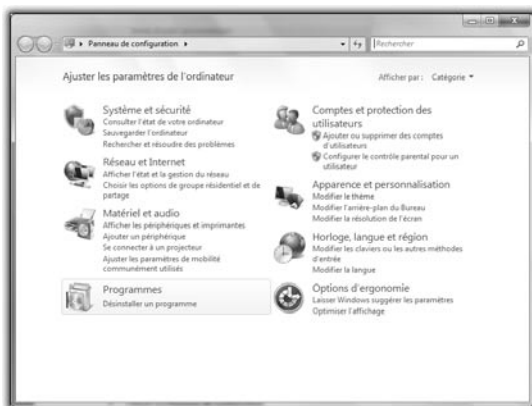 Panneau de configuration
Rechercher
Ajuster les paramètres de l'ordinateur
Afficher par : Catégorie
Système et sécurité
Consulter l'état de votre ordinateur
Sauvegarder l'ordinateur
Rechercher et résoudre des problèmes
Réseau et Internet
Afficher l'état et la gestion du réseau
Choisir les options de groupe résidentiel et de
partage
Matériel et audio
Afficher les périphériques et imprimantes
Ajouter un périphérique
Se connecter à un projecteur
Ajuster les paramètres de mobilité
communément utilisés
Programmes
Désinstaller un programme
Comptes et protection des
utilisateurs
Ajouter ou supprimer des comptes
d'utilisateurs
Configurer le contrôle parental pour un
utilisateur
Apparence et personnalisation
Modifier le thème
Modifier l'arrière-plan du Bureau
Modifier la résolution de l'écran
Horloge, langue et région
Modifier les claviers ou les autres méthodes
d'entrée
Modifier la langue
Options d'ergonomie
Laisser Windows suggérer les paramètres
Optimiser l'affichage